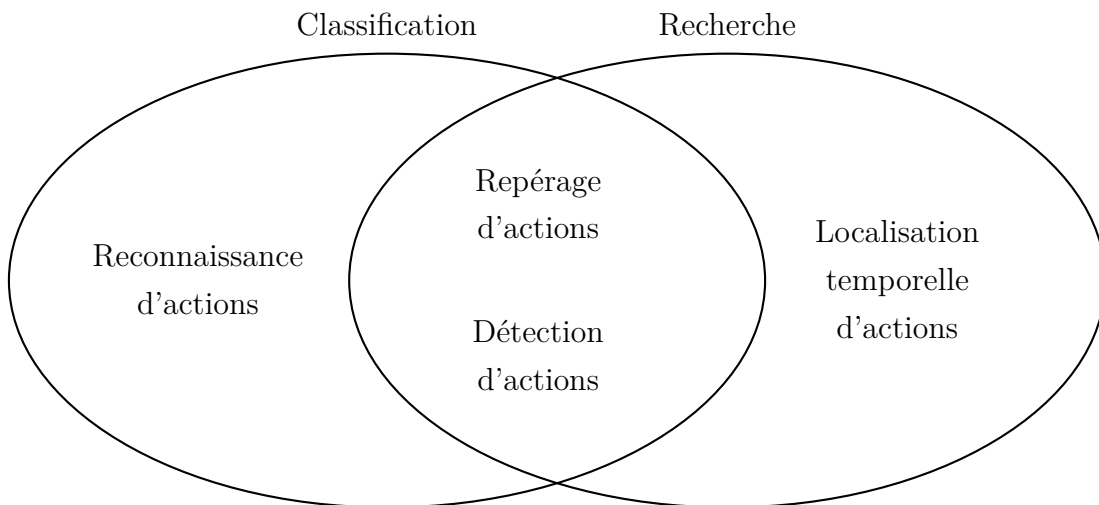 Classification
Recherche
Reconnaissance
d'actions
Repérage
d'actions
Détection
d'actions
Localisation
temporelle
d'actions